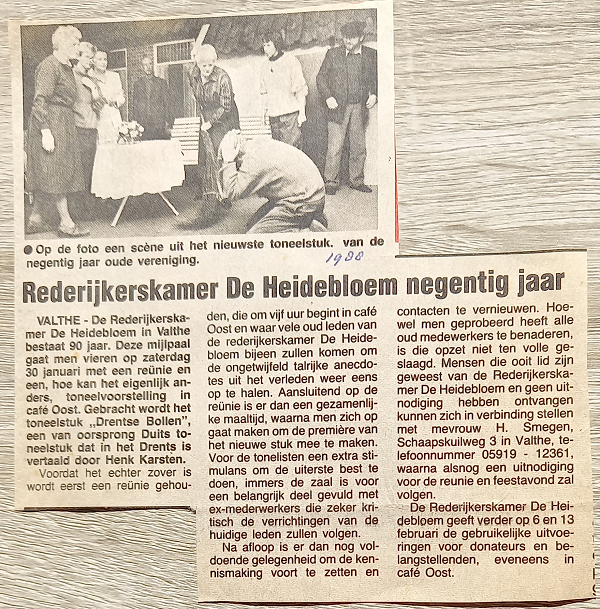 ● Op de foto een scène uit het nieuwste toneelstuk. van de
negentig jaar oude vereniging.
1988
Rederijkerskamer De Heidebloem negentig jaar
VALTHE - De Rederijkerska-
mer De Heidebloem in Valthe
bestaat 90 jaar. Deze mijlpaal
gaat men vieren op zaterdag
30 januari met een reünie en
een, hoe kan het eigenlijk an-
ders, toneelvoorstelling in
café Oost. Gebracht wordt het
toneelstuk „Drentse Bollen",
een van oorsprong Duits to-
neelstuk dat in het Drents is
vertaald door Henk Karsten.
Voordat het echter zover is
wordt eerst een reünie gehou-
den, die om vijf uur begint in café
Oost en waar vele oud leden van
de rederijkerskamer De Heide-
bloem bijeen zullen komen om
de ongetwijfeld talrijke anecdo-
tes uit het verleden weer eens
op te halen. Aansluitend op de
reünie is er dan een gezamenlij-
ke maaltijd, waarna men zich op
gaat maken om de première van
het nieuwe stuk mee te maken.
Voor de tonelisten een extra sti-
mulans om de uiterste best te
doen, immers de zaal is voor
een belangrijk deel gevuld met
ex-mederwerkers die zeker kri-
tisch de verrichtingen van de
huidige leden zullen volgen.
Na afloop is er dan nog vol-
doende gelegenheid om de ken-
nismaking voort te zetten en
contacten te vernieuwen. Hoe-
wel men geprobeerd heeft alle
oud medewerkers te benaderen,
is die opzet niet ten volle ge-
slaagd. Mensen die ooit lid zijn
geweest van de Rederijkerska-
mer De Heidebloem en geen uit-
nodiging hebben ontvangen
kunnen zich in verbinding stellen
met mevrouw H. Smegen,
Schaapskuilweg 3 in Valthe, te-
lefoonnummer 05919 - 12361,
waarna alsnog een uitnodiging
voor de reunie en feestavond zal
volgen.
De Rederijkerskamer De Hei-
debloem geeft verder op 6 en 13
februari de gebruikelijke uitvoe-
ringen voor donateurs en be-
langstellenden, eveneens in
café Oost.